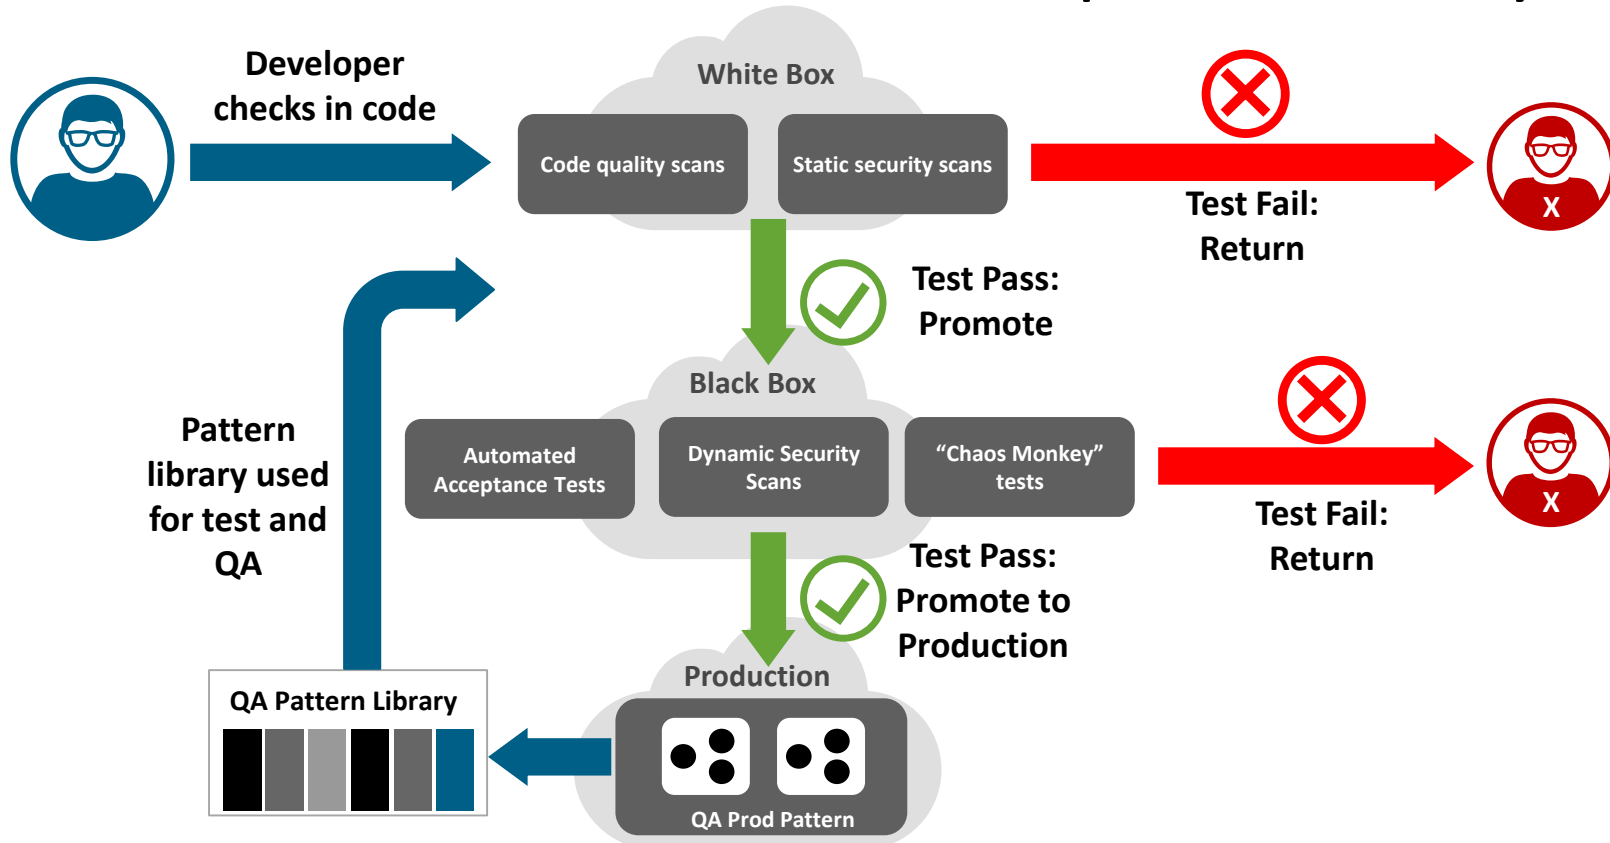 Developer
checks in code
White Box
Code quality scans
Static security scans
Test Fail:
Return
X
Test Pass:
Promote
Black Box
Automated
Acceptance Tests
Dynamic Security
Scans
“Chaos Monkey”
tests
Test Fail:
Return
X
Pattern
library used
for test and
QA
Test Pass:
Promote to
Production
Production
QA Prod Pattern
QA Pattern Library